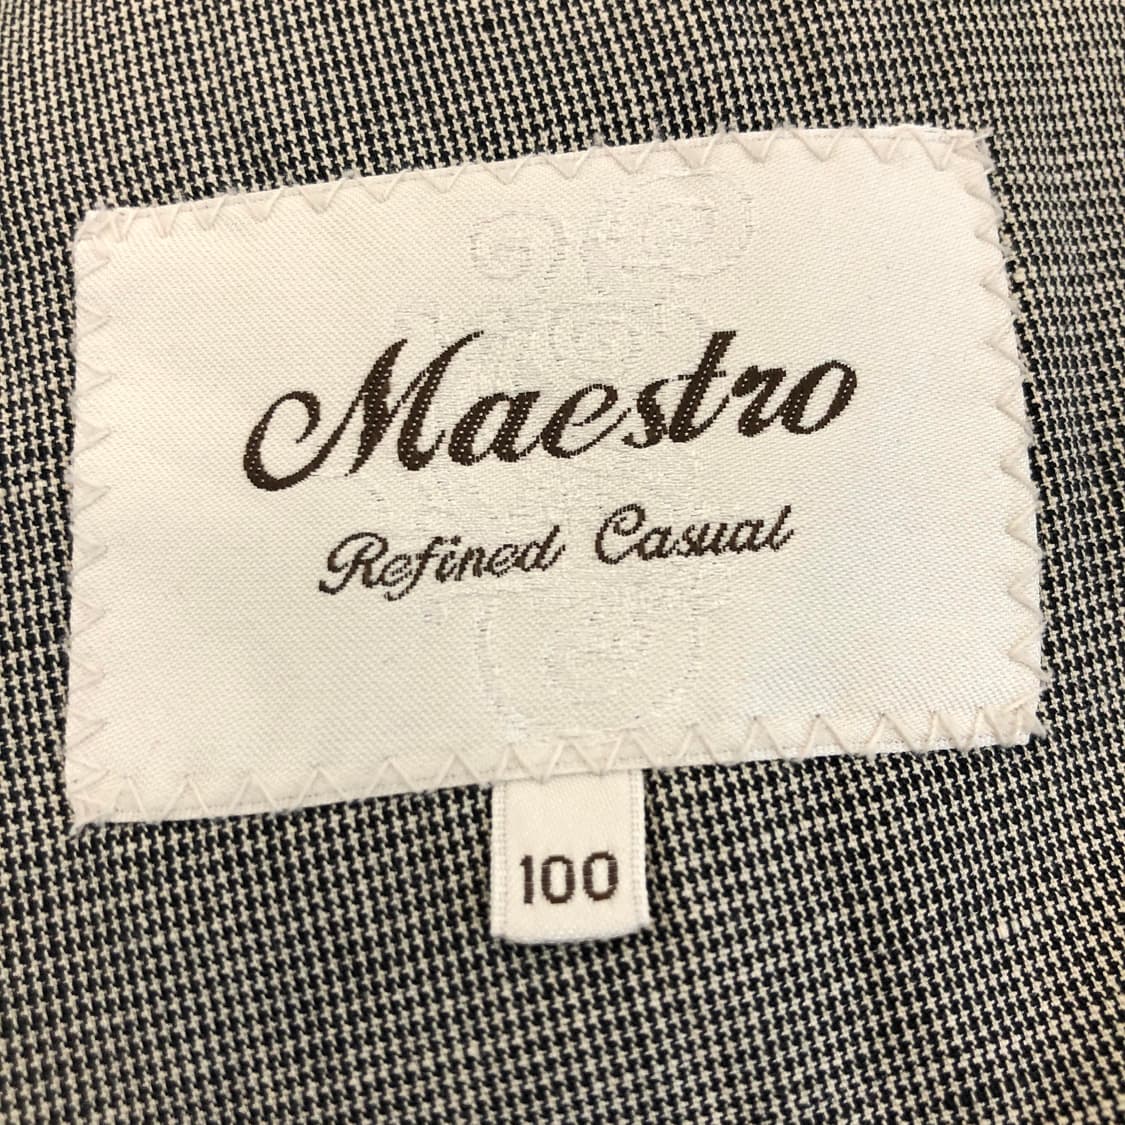 Maestro
Refined Casual
100